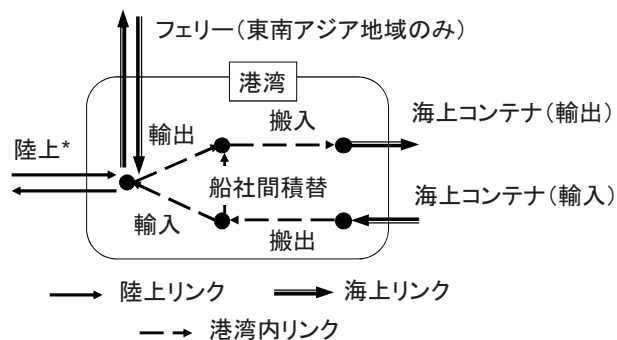 フェリー(東南アジア地域のみ)
港湾
海上コンテナ(輸出)
搬入
輸出
陸上*
船社間積替
海上コンテナ(輸入)
輸入
搬出
陸上リンク
海上リンク
港湾内リンク